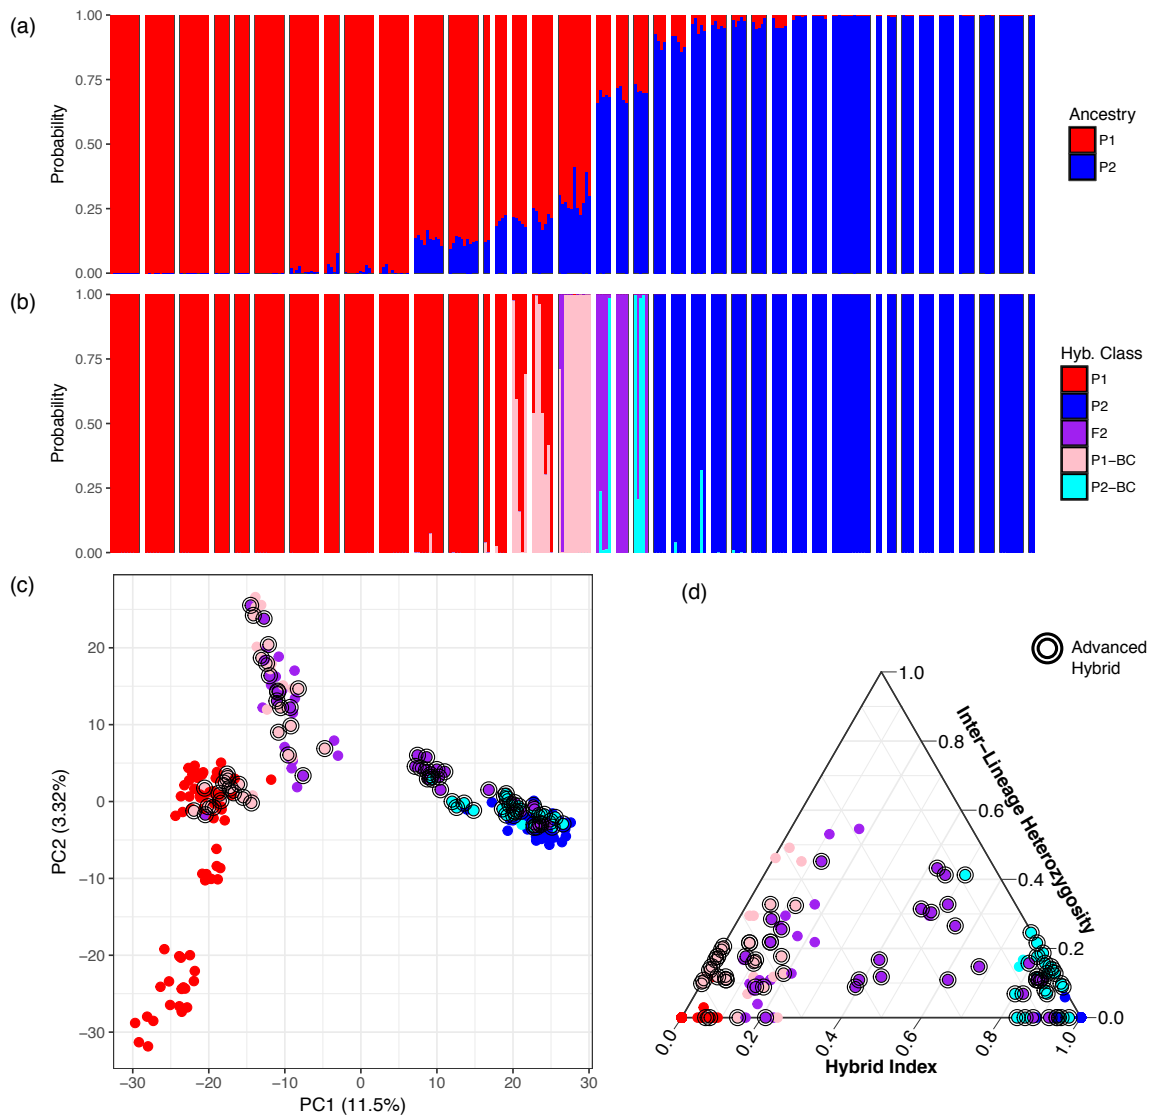 (a)
1.00
0.75
0.50
0.25
0.00
Probability
Ancestry
P1
P2
(b)
1.00
0.75
0.50
0.25
0.00
Probability
Hyb. Class
P1
P2
F2
P1−BC
P2−BC
(c)
20
10
0
−10
−20
−30
PC2 (3.32%)
−30 −20 −10 0 10 20 30
PC1 (11.5%)
(d)
Advanced
Hybrid
1.0
0.8
0.6
0.4
0.2
0.0
Inter−Lineage Heterozygosity
0.0 0.2 0.4 0.6 0.8 1.0
Hybrid Index